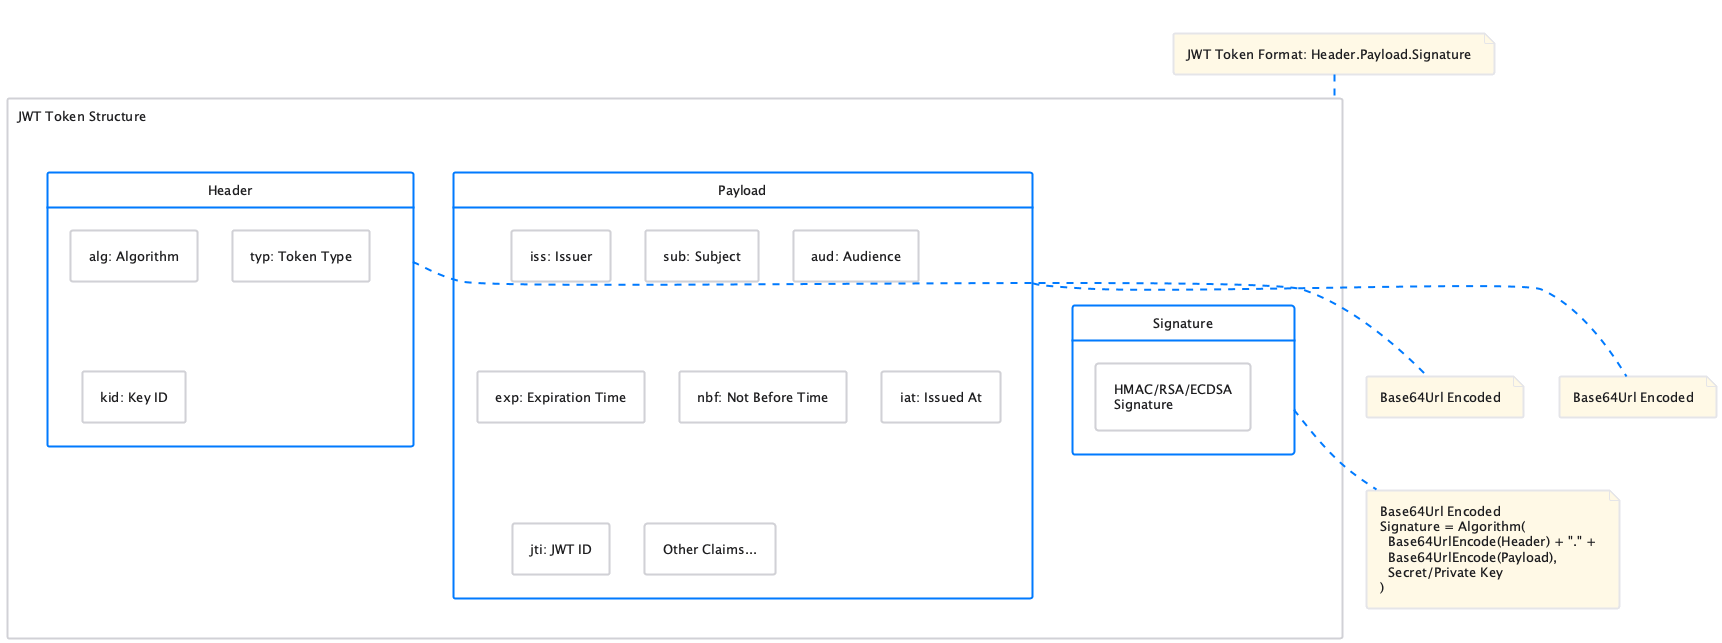 JWT Token Format: Header.Payload.Signature
JWT Token Structure
Header
alg: Algorithm
typ: Token Type
kid: Key ID
Payload
iss: Issuer
sub: Subject
aud: Audience
exp: Expiration Time
nbf: Not Before Time
iat: Issued At
jti: JWT ID
Other Claims...
Signature
HMAC/RSA/ECDSA
Signature
Base64Url Encoded
Base64Url Encoded
Base64Url Encoded
Signature = Algorithm(
Base64UrlEncode(Header) + "." +
Base64UrlEncode(Payload),
Secret/Private Key
)